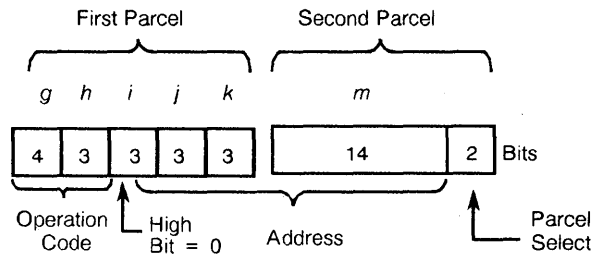 First Parcel Second Parcel
g h i j k m
4 3 3 3 3 14 2 Bits
Operation Code
High Bit = 0
Address
Parcel Select